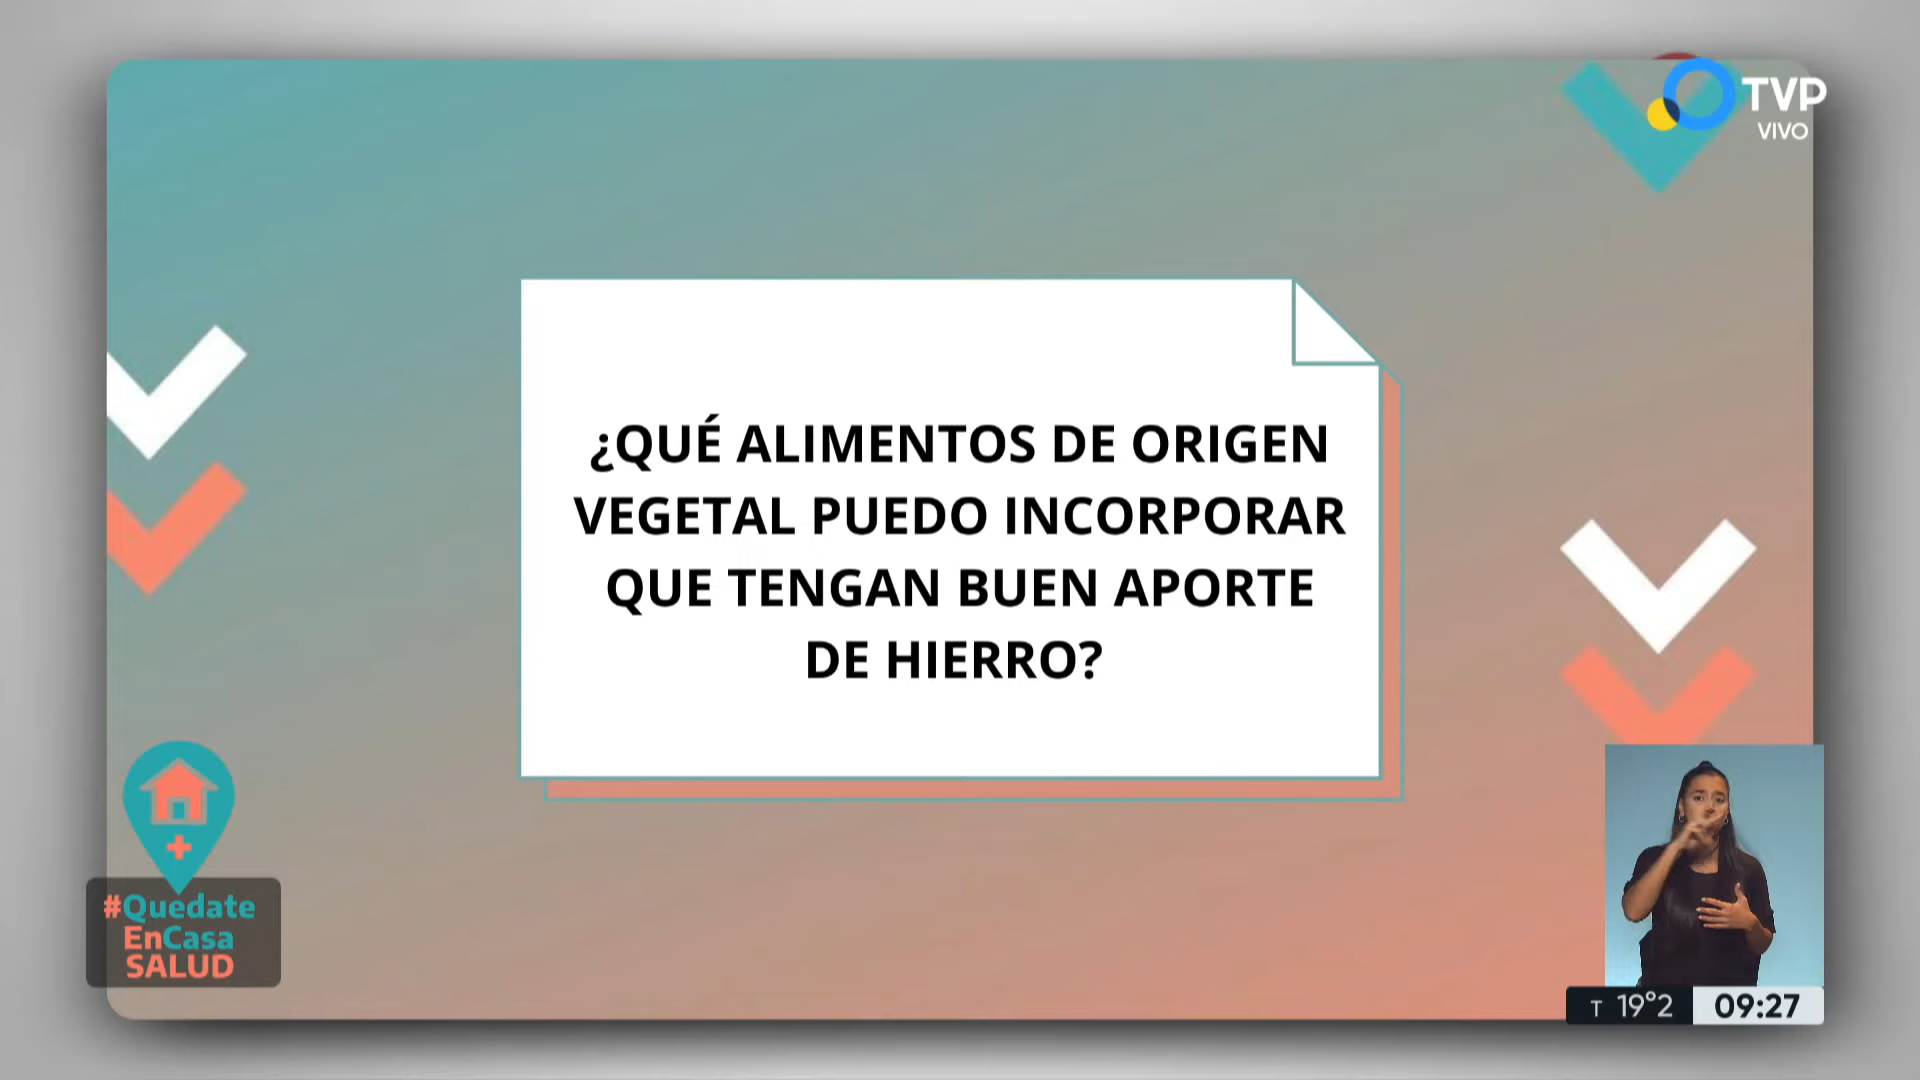 TVP
VIVO
¿QUÉ ALIMENTOS DE ORIGEN
VEGETAL PUEDO INCORPORAR
QUE TENGAN BUEN APORTE
DE HIERRO?
#Quedate
EnCasa
SALUD
T 19°2 09:27